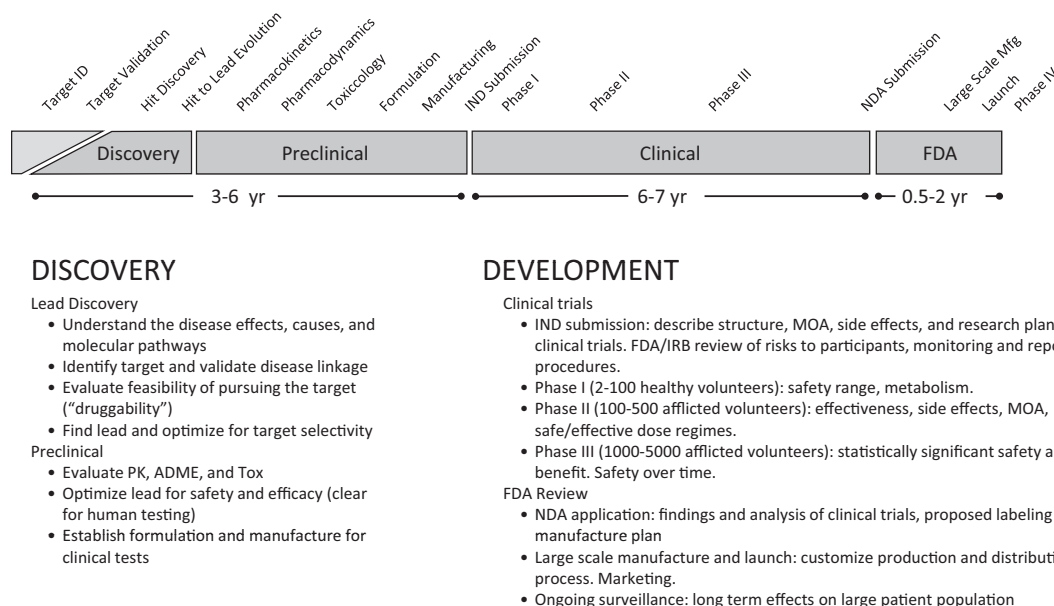 Target ID
Target Validation
Hit Discovery
Hit to Lead Evolution
Pharmacokinetics
Pharmacodynamics
Toxiccology
Formulation
Manufacturing
IND Submission
Phase I
Phase II
Phase III
NDA Submission
Large Scale Mfg
Launch
Phase IV
Discovery
Preclinical
Clinical
FDA
3-6 yr
6-7 yr
0.5-2 yr
DISCOVERY
Lead Discovery
• Understand the disease effects, causes, and
molecular pathways
• Identify target and validate disease linkage
• Evaluate feasibility of pursuing the target
("druggability")
• Find lead and optimize for target selectivity
Preclinical
• Evaluate PK, ADME, and Tox
• Optimize lead for safety and efficacy (clear
for human testing)
• Establish formulation and manufacture for
clinical tests
DEVELOPMENT
Clinical trials
• IND submission: describe structure, MOA, side effects, and research plan
clinical trials. FDA/IRB review of risks to participants, monitoring and
procedures.
• Phase I (2-100 healthy volunteers): safety range, metabolism.
• Phase II (100-500 afflicted volunteers): effectiveness, side effects, MOA,
safe/effective dose regimes.
• Phase III (1000-5000 afflicted volunteers): statistically significant safety
benefit. Safety over time.
FDA Review
• NDA application: findings and analysis of clinical trials, proposed labeling
manufacture plan
• Large scale manufacture and launch: customize production and
process. Marketing.
• Ongoing surveillance: long term effects on large patient population